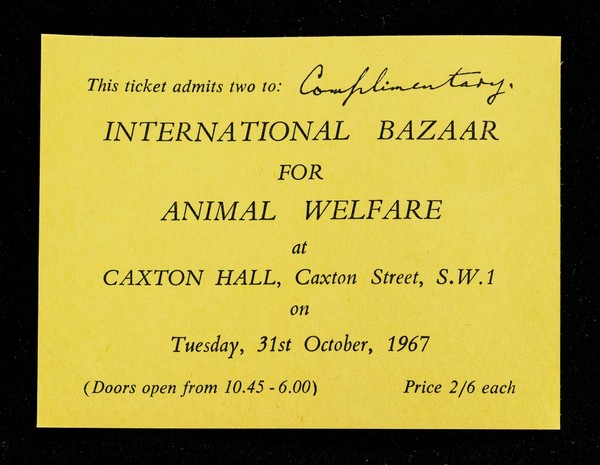 This ticket admits two to: Complimentary.
INTERNATIONAL BAZAAR
FOR
ANIMAL WELFARE
at
CAXTON HALL, Caxton Street, S.W.1
on
Tuesday, 31st October, 1967
(Doors open from 10.45 - 6.00) Price 2/6 each